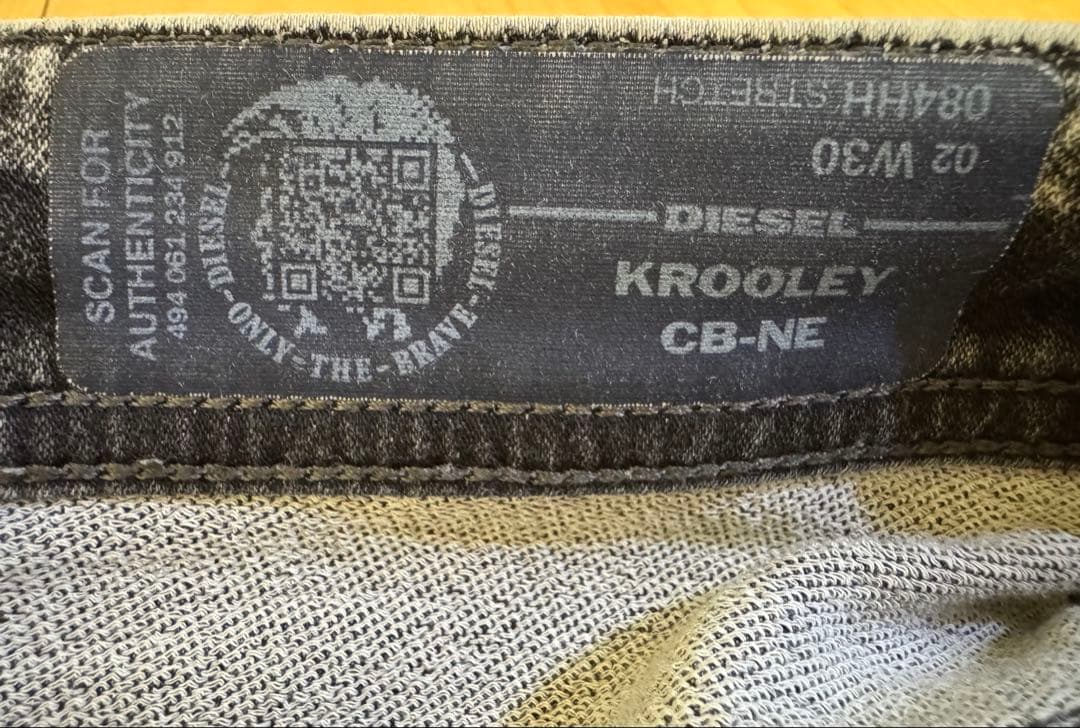 SCAN FOR
AUTHENTICITY
494 061 234 912
DIESEL-ONLY-THE-BRAVE-DIESEL
084HH STRETCH
02 W30
DIESEL
KROOLEY
CB-NE